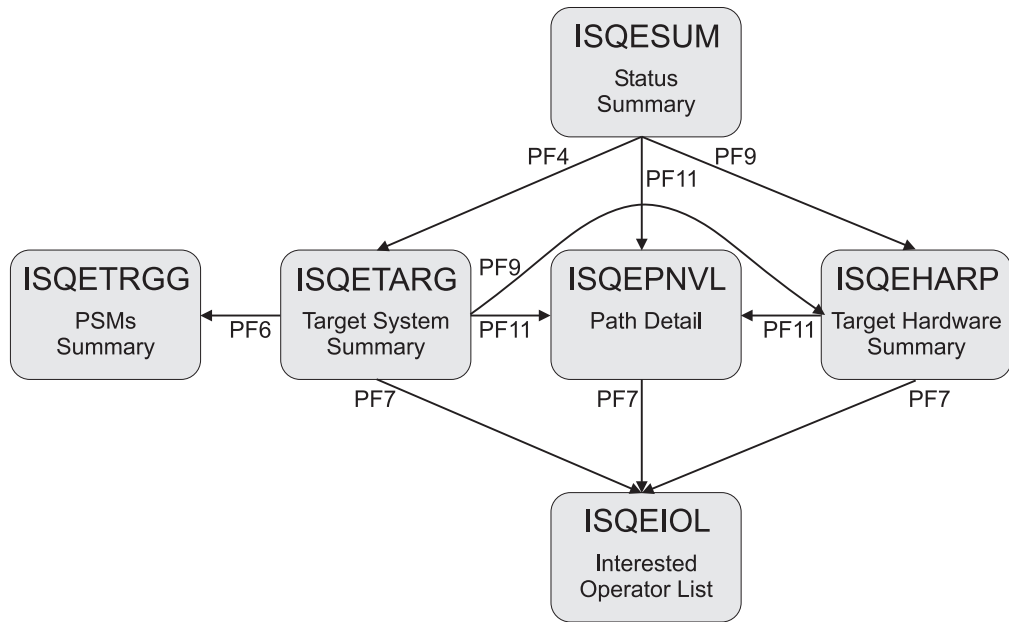 ISQESUM
Status
Summary
PF4
PF11
PF9
ISQETRGG
PSMs
Summary
PF6
ISQETARG
Target System
Summary
PF9
PF11
ISQEPNVL
Path Detail
PF11
ISQEHARP
Target Hardware
Summary
PF7
PF7
PF7
ISQEIOL
Interested
Operator List